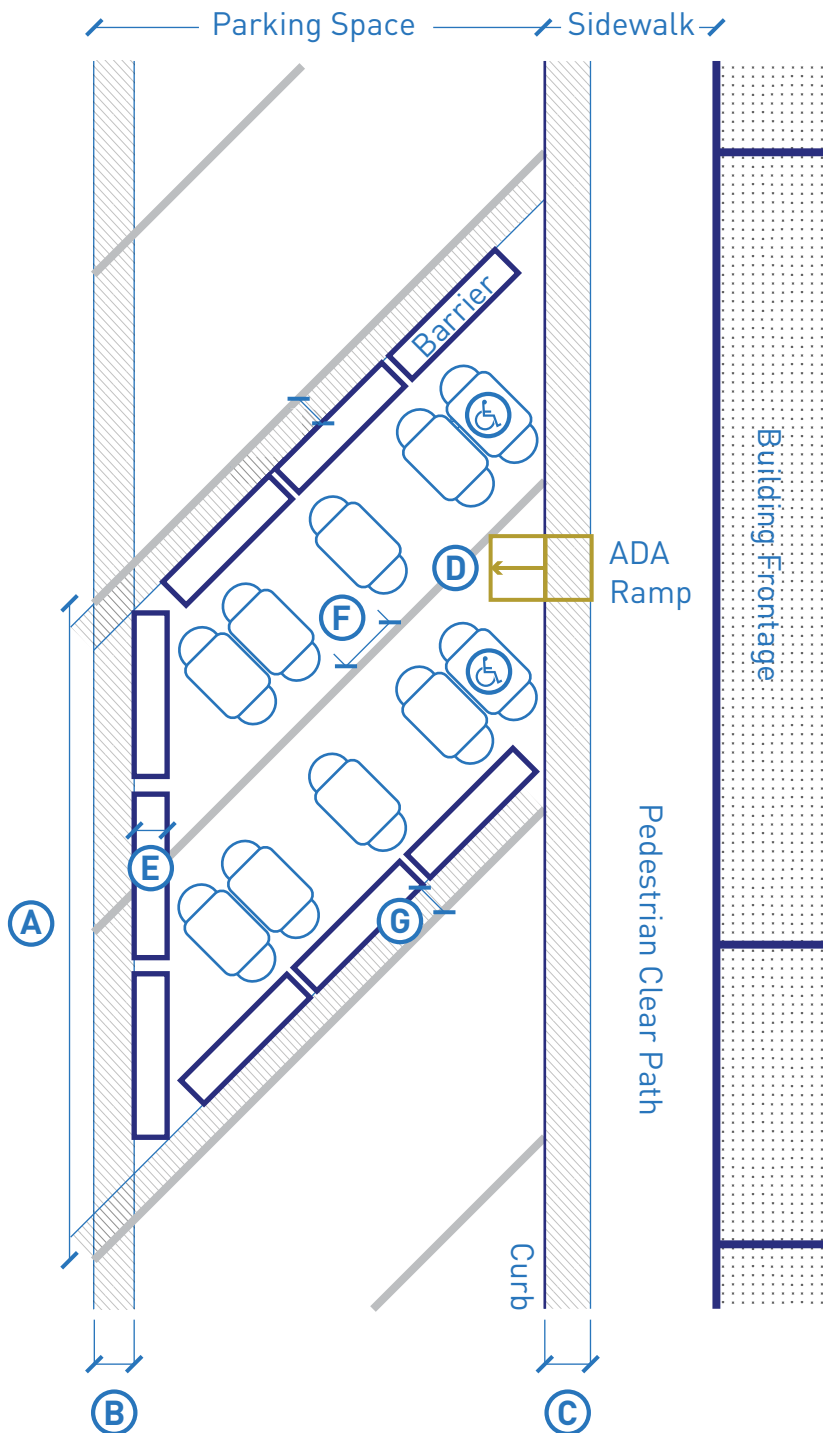 Parking Space
Sidewalk
Barrier
Building Frontage
D
ADA
Ramp
F
E
A
G
Pedestrian Clear Path
Curb
B
C